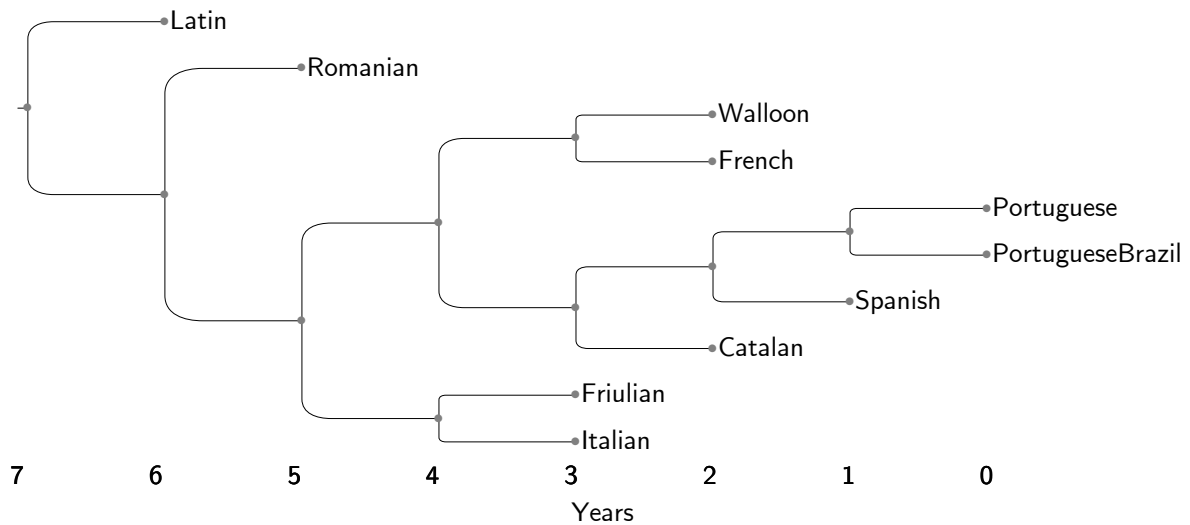 Latin
Romanian
Walloon
French
Portuguese
PortugueseBrazil
Spanish
Catalan
Friulian
Italian
7 6 5 4 3 2 1 0
Years